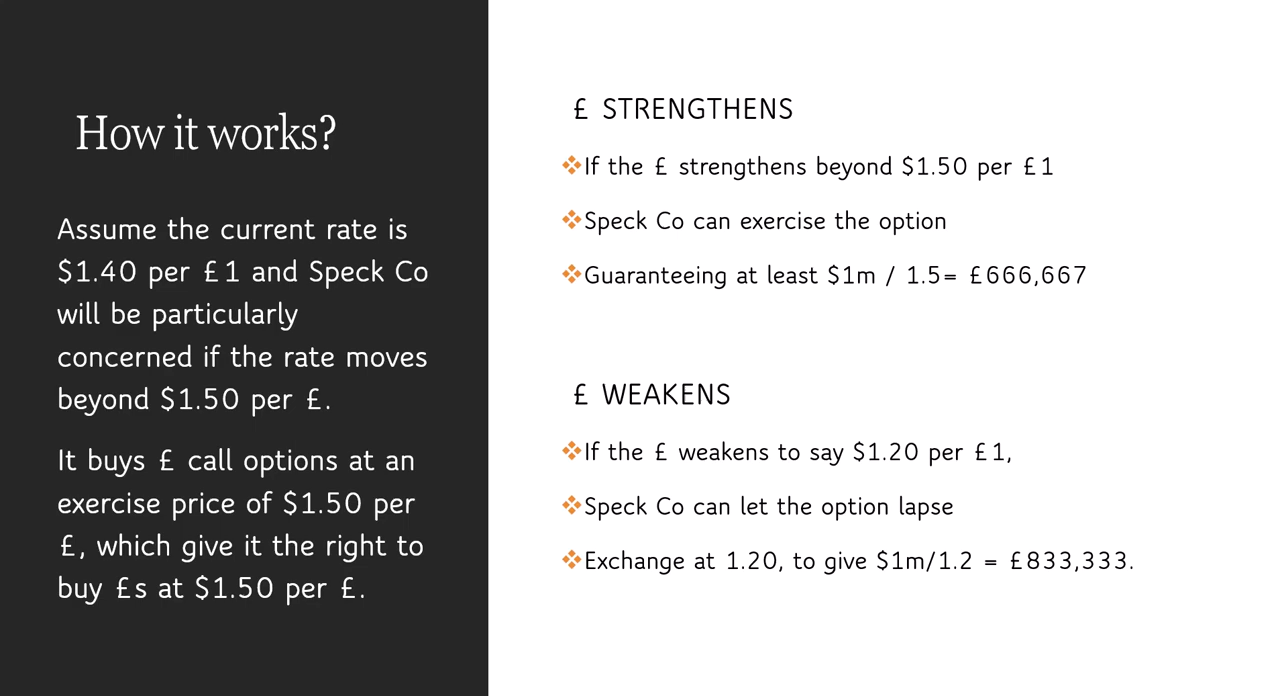 How it works?
Assume the current rate is
$1.40 per £1 and Speck Co
will be particularly
concerned if the rate moves
beyond $1.50 per £.
It buys £ call options at an
exercise price of $1.50 per
£, which give it the right to
buy £s at $1.50 per £.
£ STRENGTHENS
If the £ strengthens beyond $1.50 per £1
Speck Co can exercise the option
Guaranteeing at least $1m / 1.5= £666,667
£ WEAKENS
If the £ weakens to say $1.20 per £1,
Speck Co can let the option lapse
Exchange at 1.20, to give $1m/1.2 = £833,333.